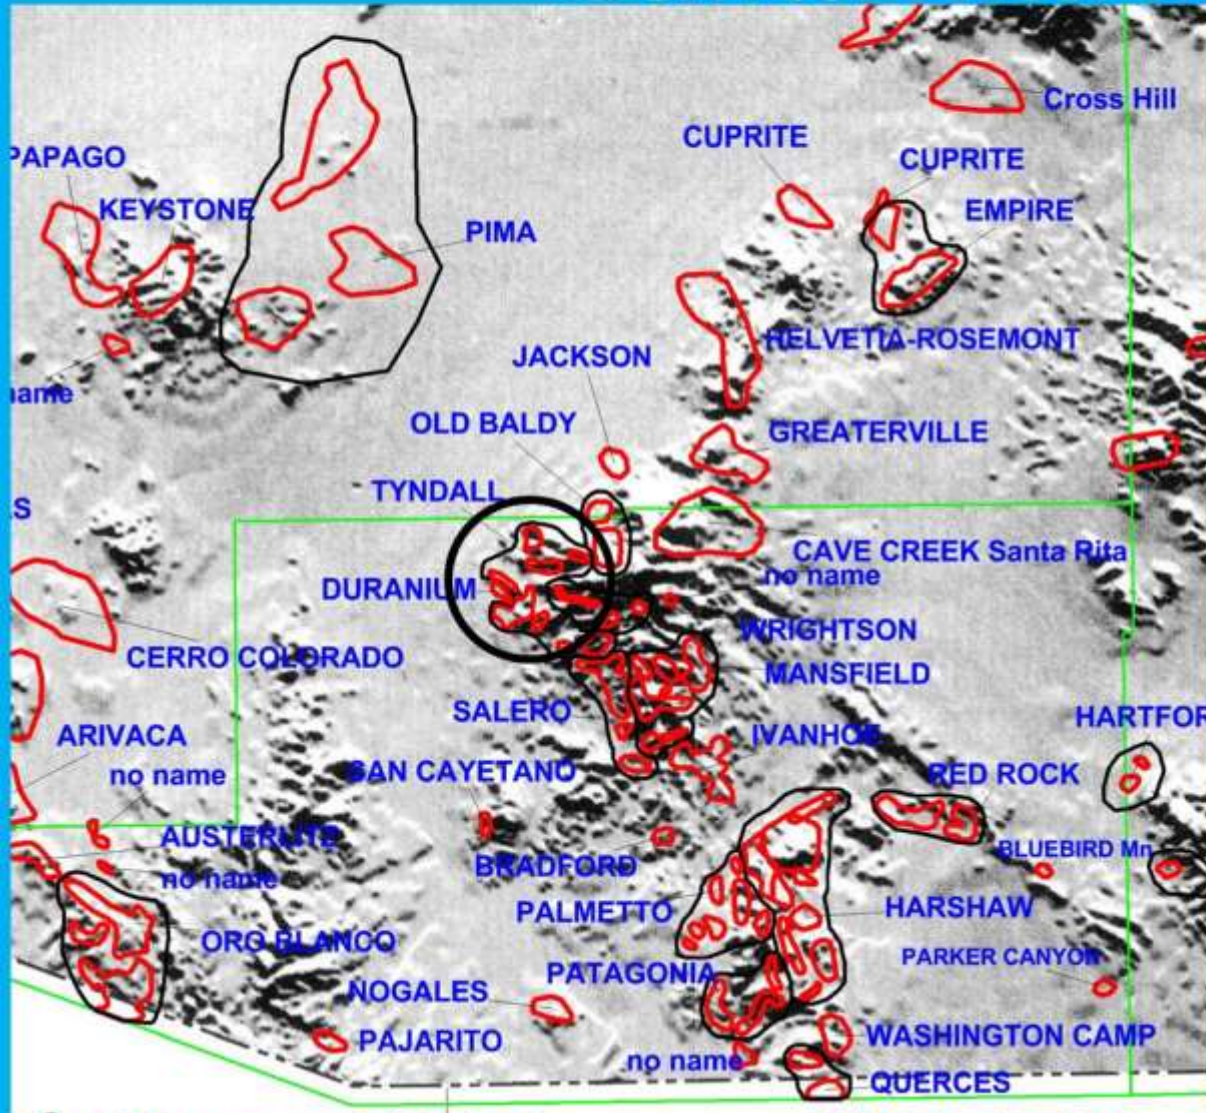 Cross Hill
CUPRITE
PAPAGO
CUPRITE
KEYSTONE
EMPIRE
PIMA
HELVETIA-ROSEMONT
JACKSON
name
OLD BALDY
GREATERVILLE
TYNDALL
S
CAVE CREEK Santa Rita
no name
DURANIUM
WRIGHTSON
CERRO COLORADO
MANSFIELD
SALERO
HARTFOR
ARIVACA
IVANHOE
no name
SAN CAYETANO
RED ROCK
AUSTERLITZ
BLUEBIRD Mn
BRADFORD
no name
PALMETTO
HARSHAW
ORO BLANCO
PARKER CANYON
PATAGONIA
NOGALES
WASHINGTON CAMP
PAJARITO
no name
QUERCES